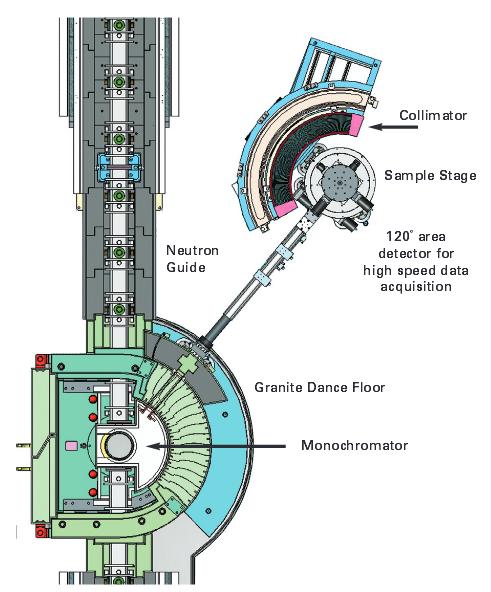 Collimator
Sample Stage
120° area
detector for
high speed data
acquisition
Neutron
Guide
Granite Dance Floor
Monochromator